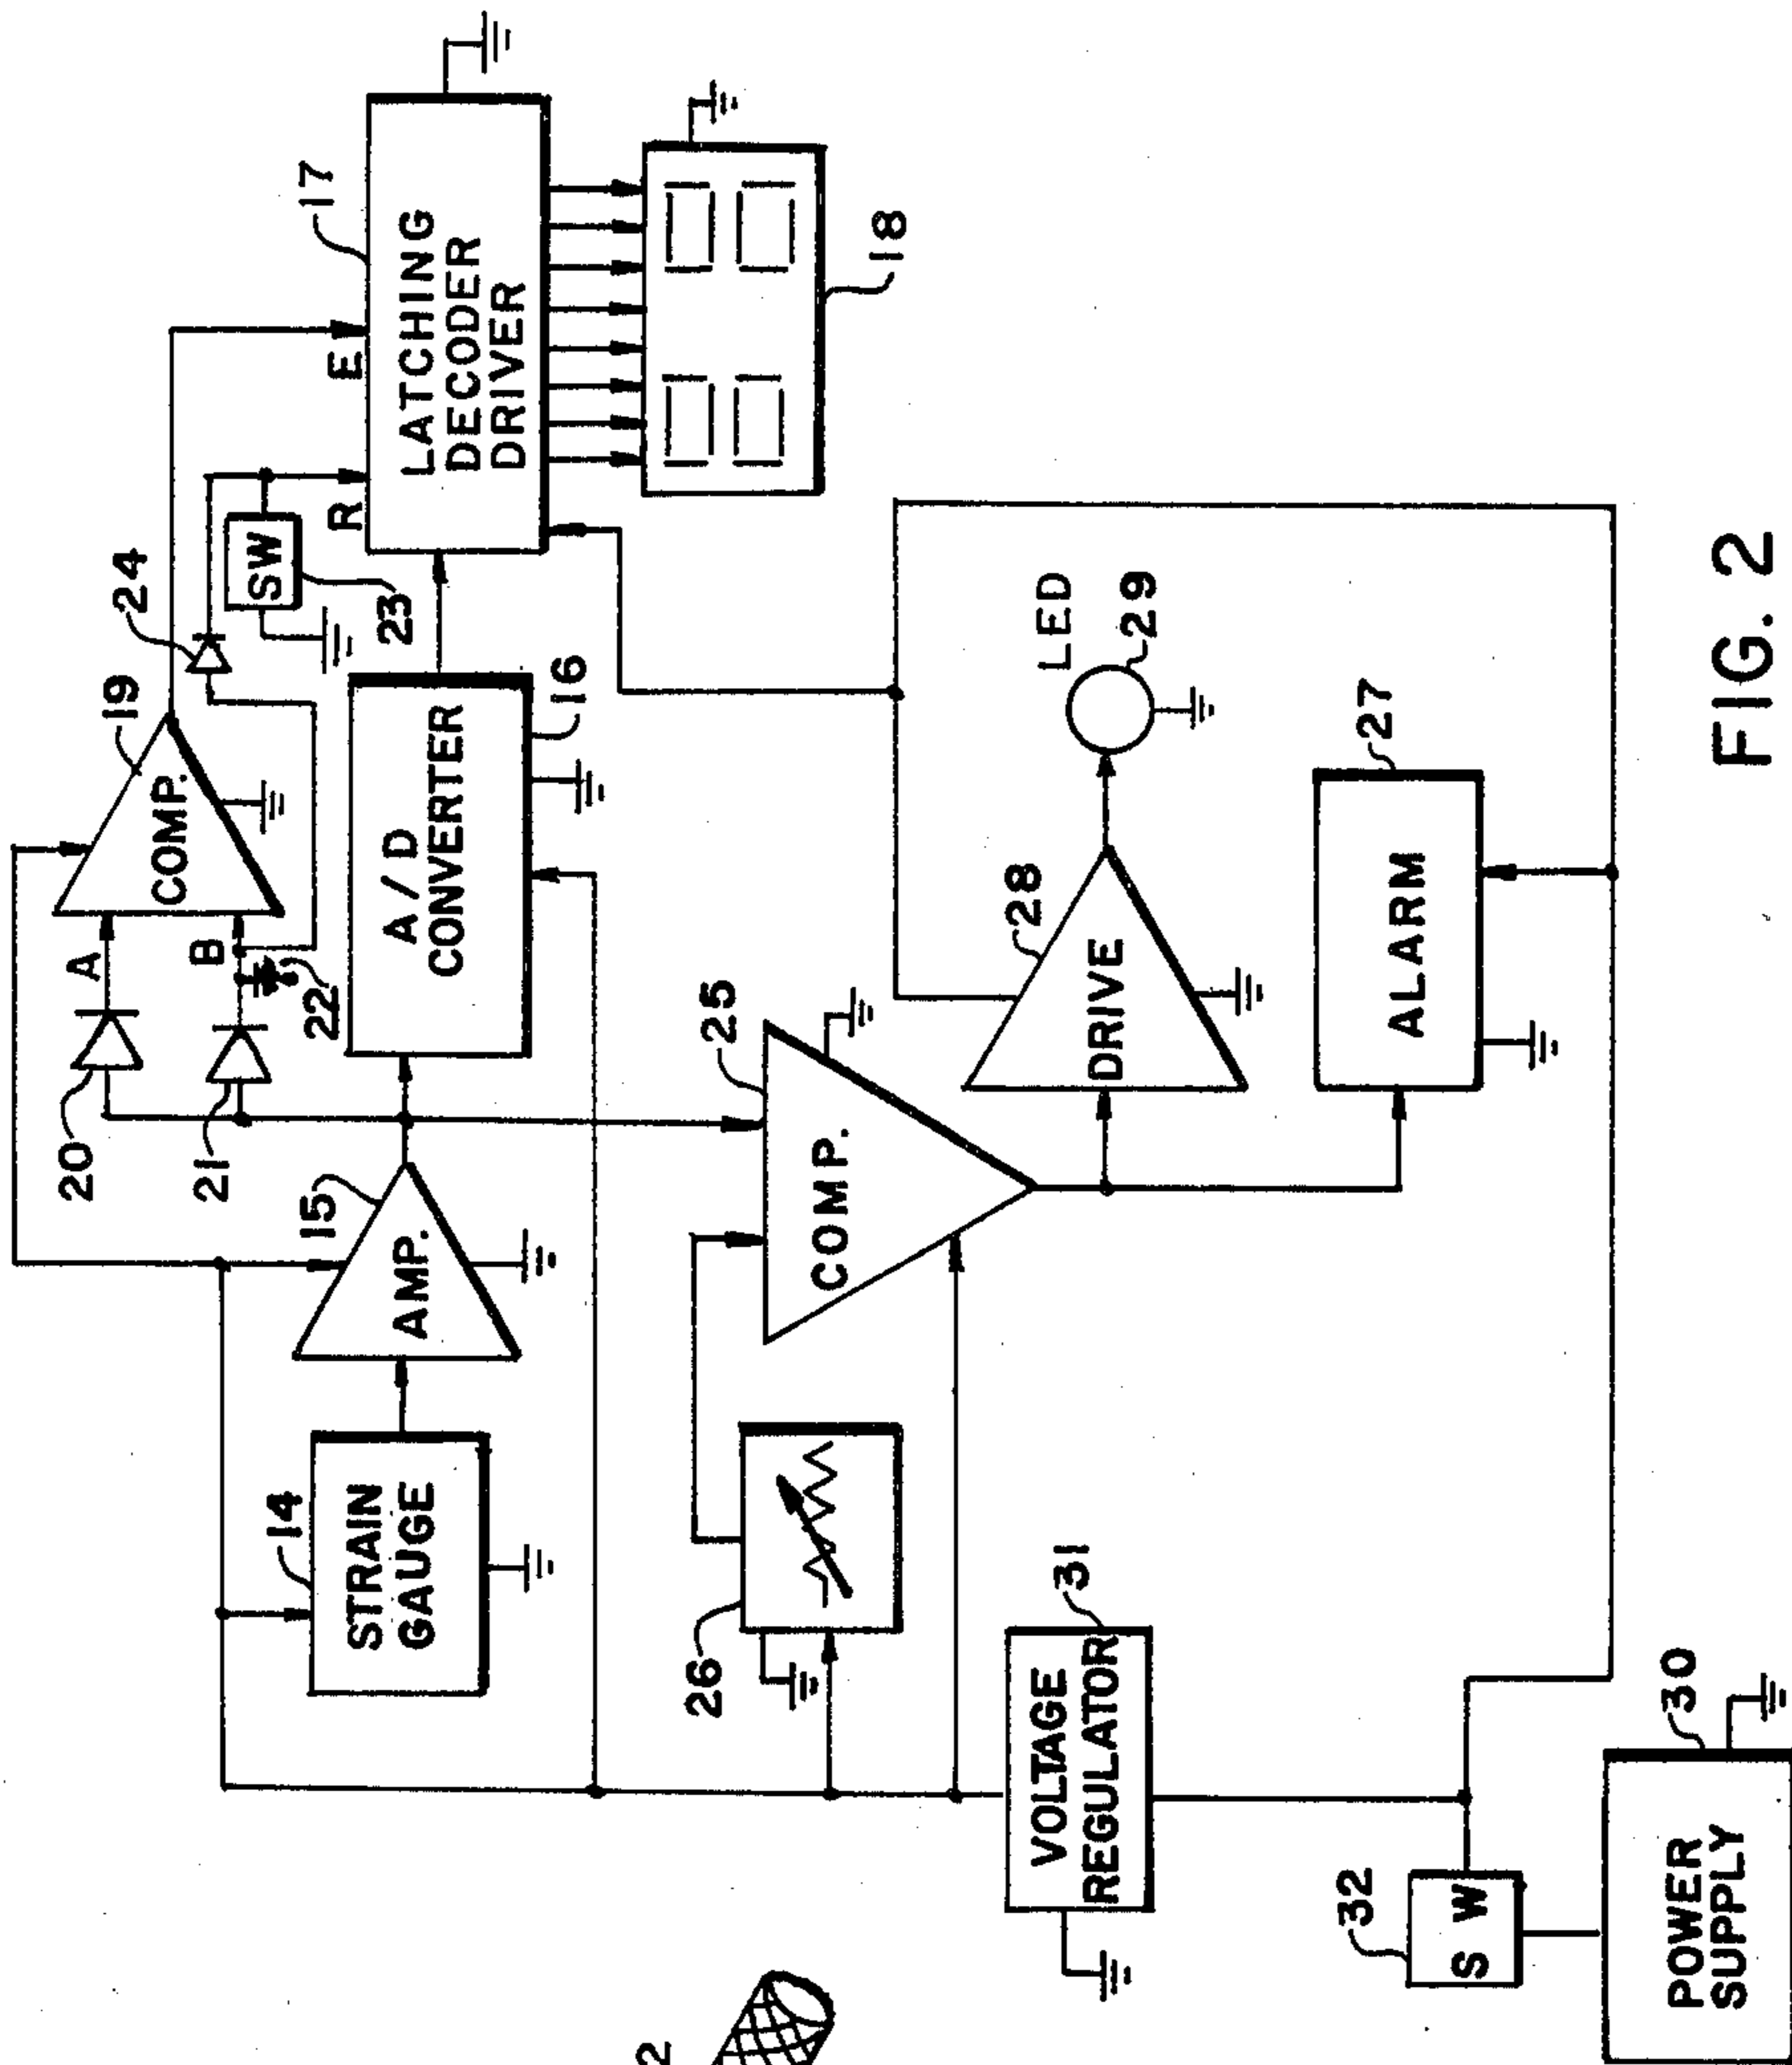 20
A
COMP.
19
24
SW
23
R
E
17
LATCHING
DECODER
DRIVER
18
21
B
22
14
STRAIN
GAUGE
15
AMP.
A/D
CONVERTER
16
26
25
COMP.
28
DRIVE
LED
29
31
VOLTAGE
REGULATOR
ALARM
27
32
SW
30
POWER
SUPPLY
2
FIG. 2